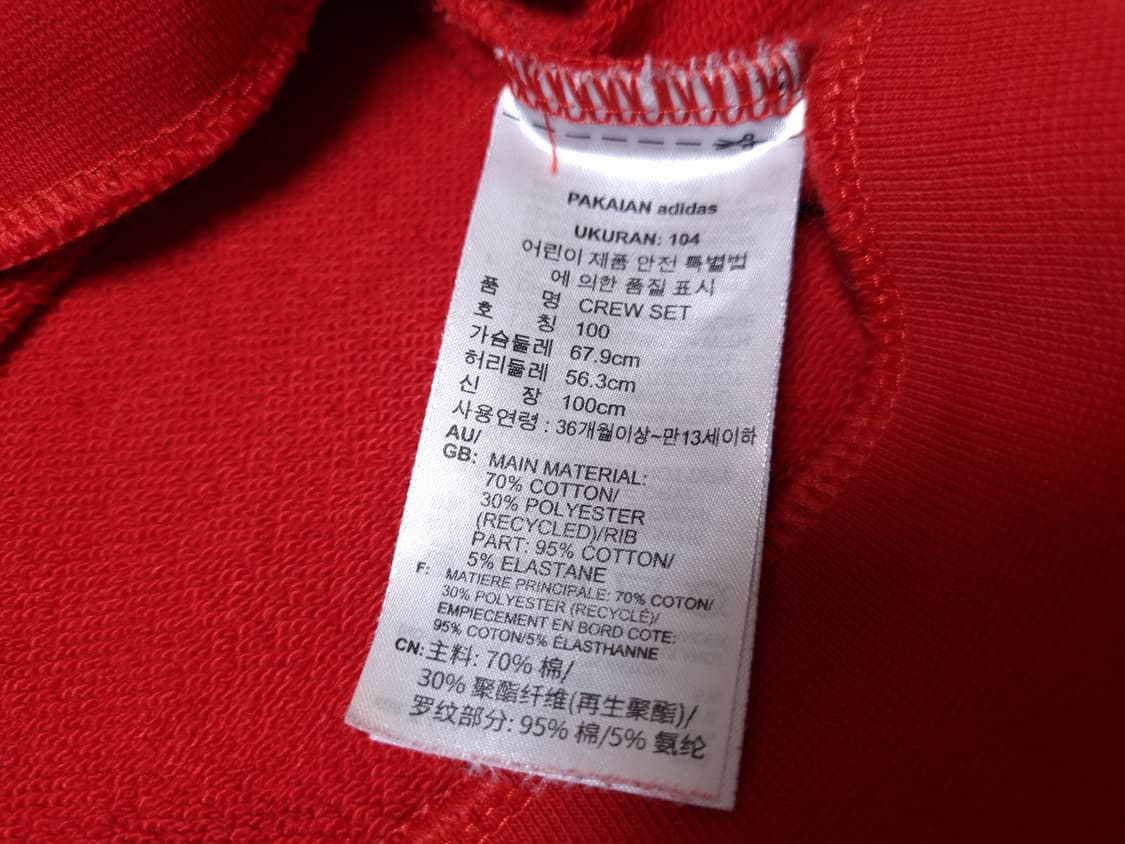 PAKAIAN adidas
UKURAN: 104
어린이 제품 안전 특별법
에 의한 품질 표시
품 명 CREW SET
호 칭 100
가슴둘레 67.9cm
허리둘레 56.3cm
신 장 100cm
사용연령 : 36개월이상~만13세이하
AU/
GB: MAIN MATERIAL:
70% COTTON/
30% POLYESTER
(RECYCLED)/RIB
PART: 95% COTTON/
5% ELASTANE
F: MATIERE PRINCIPALE: 70% COTON/
30% POLYESTER (RECYCLÉ)/
EMPIECEMENT EN BORD COTE:
95% COTON/5% ÉLASTHANNE
CN: 主料: 70% 棉/
30% 聚酯纤维(再生聚酯)/
罗纹部分: 95% 棉/5% 氨纶